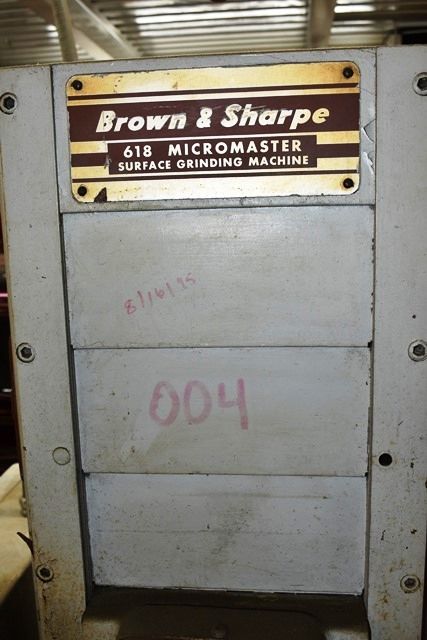 Brown & Sharpe
618 MICROMASTER
SURFACE GRINDING MACHINE
8/16/95
004